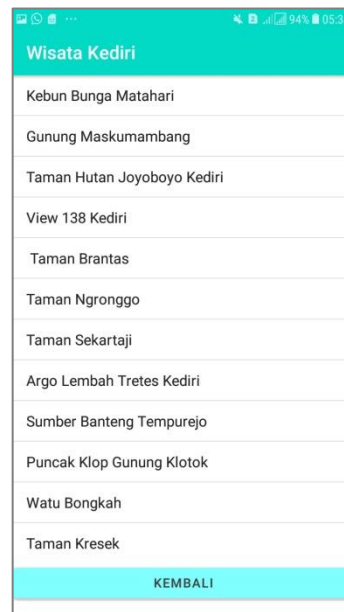 94% 05:3
Wisata Kediri
Kebun Bunga Matahari
Gunung Maskumambang
Taman Hutan Joyoboyo Kediri
View 138 Kediri
Taman Brantas
Taman Ngronggo
Taman Sekartaji
Argo Lembah Tretes Kediri
Sumber Banteng Tempurejo
Puncak Klop Gunung Klotok
Watu Bongkah
Taman Kresek
KEMBALI